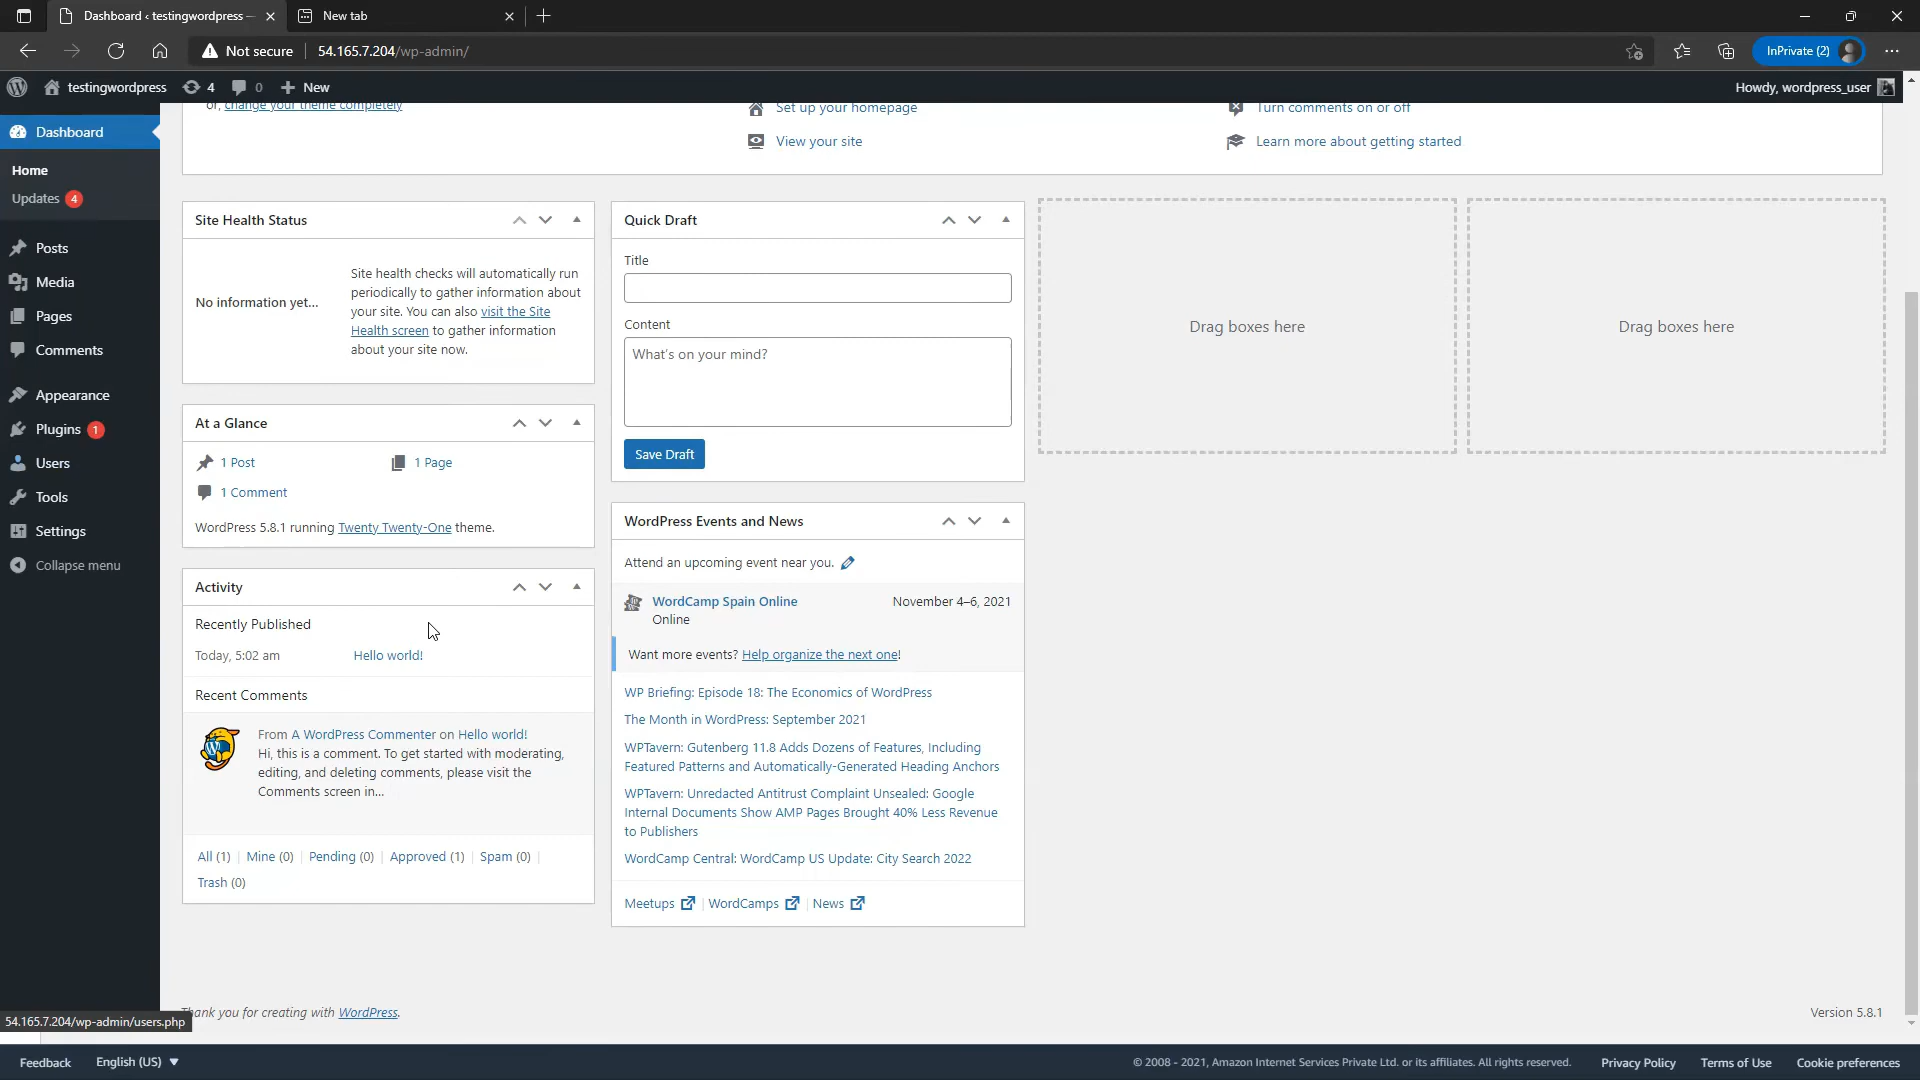 Dashboard ‹ testingwordpress —
New tab
Not secure
54.165.7.204/wp-admin/
InPrivate (2)
testingwordpress
4
0
New
Howdy, wordpress_user
or, change your theme completely
Set up your homepage
Turn comments on or off
View your site
Learn more about getting started
Dashboard
Home
Updates 4
Posts
Media
Pages
Comments
Appearance
Plugins 1
Users
Tools
Settings
Collapse menu
Site Health Status
No information yet...
Site health checks will automatically run
periodically to gather information about
your site. You can also visit the Site
Health screen to gather information
about your site now.
At a Glance
1 Post
1 Page
1 Comment
WordPress 5.8.1 running Twenty Twenty-One theme.
Activity
Recently Published
Today, 5:02 am
Hello world!
Recent Comments
From A WordPress Commenter on Hello world!
Hi, this is a comment. To get started with moderating,
editing, and deleting comments, please visit the
Comments screen in...
All (1) | Mine (0) | Pending (0) | Approved (1) | Spam (0) |
Trash (0)
Quick Draft
Title
Content
What's on your mind?
Save Draft
WordPress Events and News
Attend an upcoming event near you.
WordCamp Spain Online
November 4–6, 2021
Online
Want more events? Help organize the next one!
WP Briefing: Episode 18: The Economics of WordPress
The Month in WordPress: September 2021
WPTavern: Gutenberg 11.8 Adds Dozens of Features, Including
Featured Patterns and Automatically-Generated Heading Anchors
WPTavern: Unredacted Antitrust Complaint Unsealed: Google
Internal Documents Show AMP Pages Brought 40% Less Revenue
to Publishers
WordCamp Central: WordCamp US Update: City Search 2022
Meetups | WordCamps | News
Drag boxes here
Drag boxes here
Thank you for creating with WordPress.
Version 5.8.1
54.165.7.204/wp-admin/users.php
Feedback
English (US)
© 2008 - 2021, Amazon Internet Services Private Ltd. or its affiliates. All rights reserved.
Privacy Policy
Terms of Use
Cookie preferences